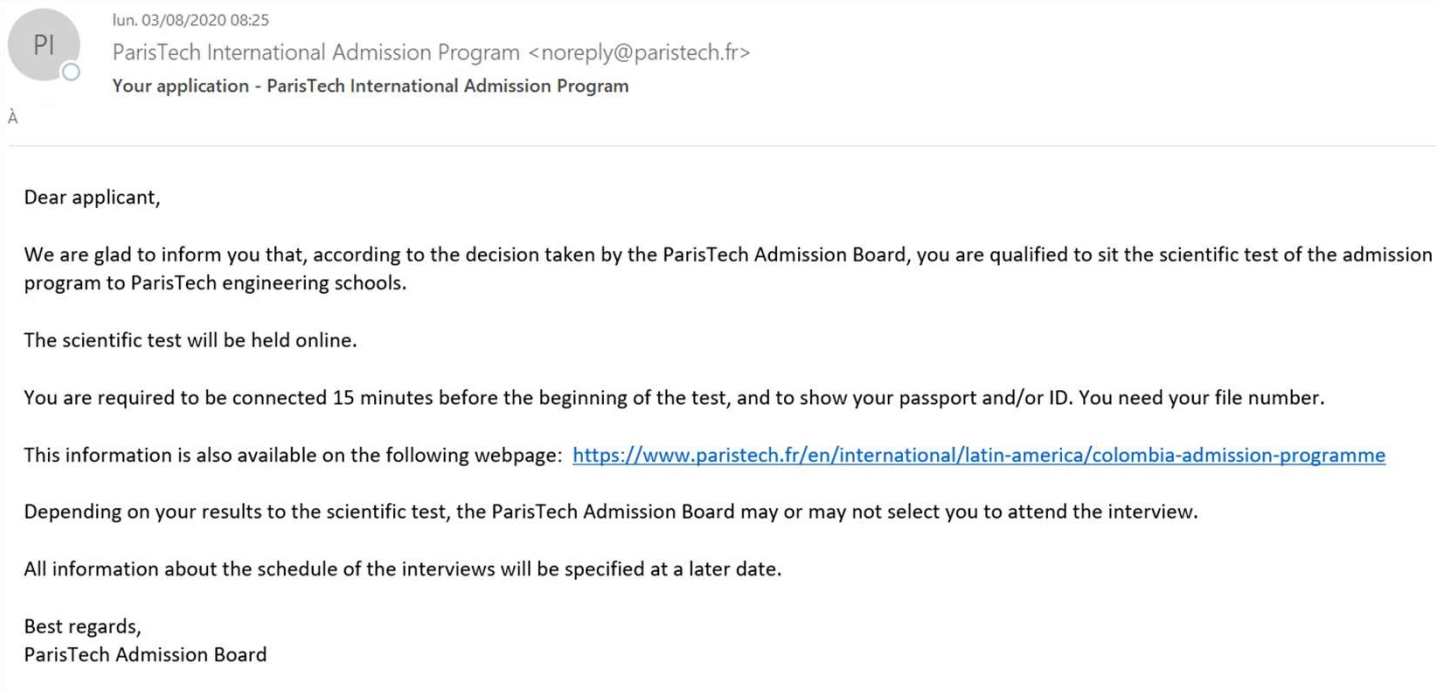 PI
lun. 03/08/2020 08:25
ParisTech International Admission Program <noreply@paristech.fr>
Your application - ParisTech International Admission Program
À
Dear applicant,
We are glad to inform you that, according to the decision taken by the ParisTech Admission Board, you are qualified to sit the scientific test of the admission
program to ParisTech engineering schools.
The scientific test will be held online.
You are required to be connected 15 minutes before the beginning of the test, and to show your passport and/or ID. You need your file number.
This information is also available on the following webpage: https://www.paristech.fr/en/international/latin-america/colombia-admission-programme
Depending on your results to the scientific test, the ParisTech Admission Board may or may not select you to attend the interview.
All information about the schedule of the interviews will be specified at a later date.
Best regards,
ParisTech Admission Board